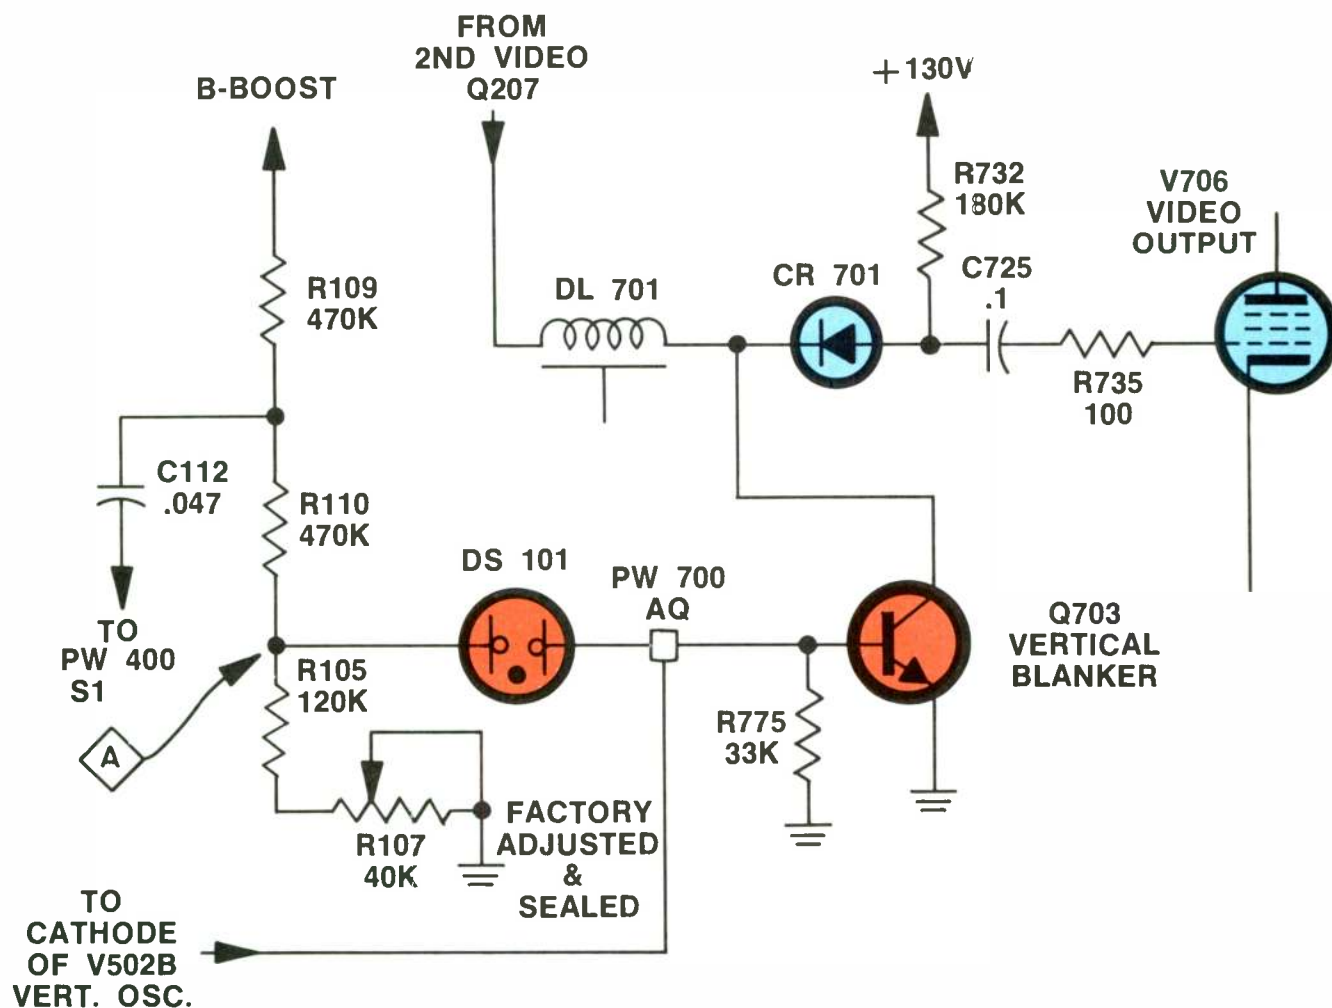 FROM
2ND VIDEO
Q207
B-BOOST
+130V
R732
180K
V706
VIDEO
OUTPUT
R109
470K
DL 701
CR 701
C725
.1
R735
100
C112
.047
R110
470K
DS 101
PW 700
AQ
Q703
VERTICAL
BLANKER
TO
PW 400
S1
R105
120K
A
R775
33K
R107
40K
FACTORY
ADJUSTED
&
SEALED
TO
CATHODE
OF V502B
VERT. OSC.